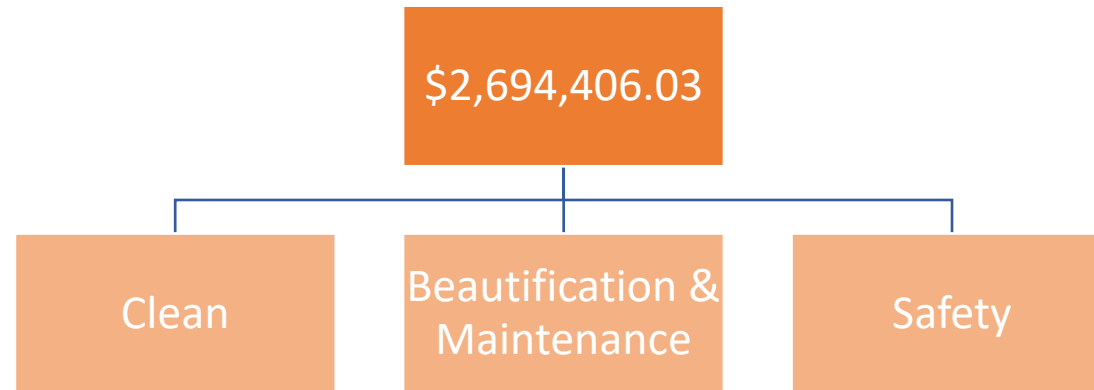 $2,694,406.03
Clean
Beautification &
Maintenance
Safety